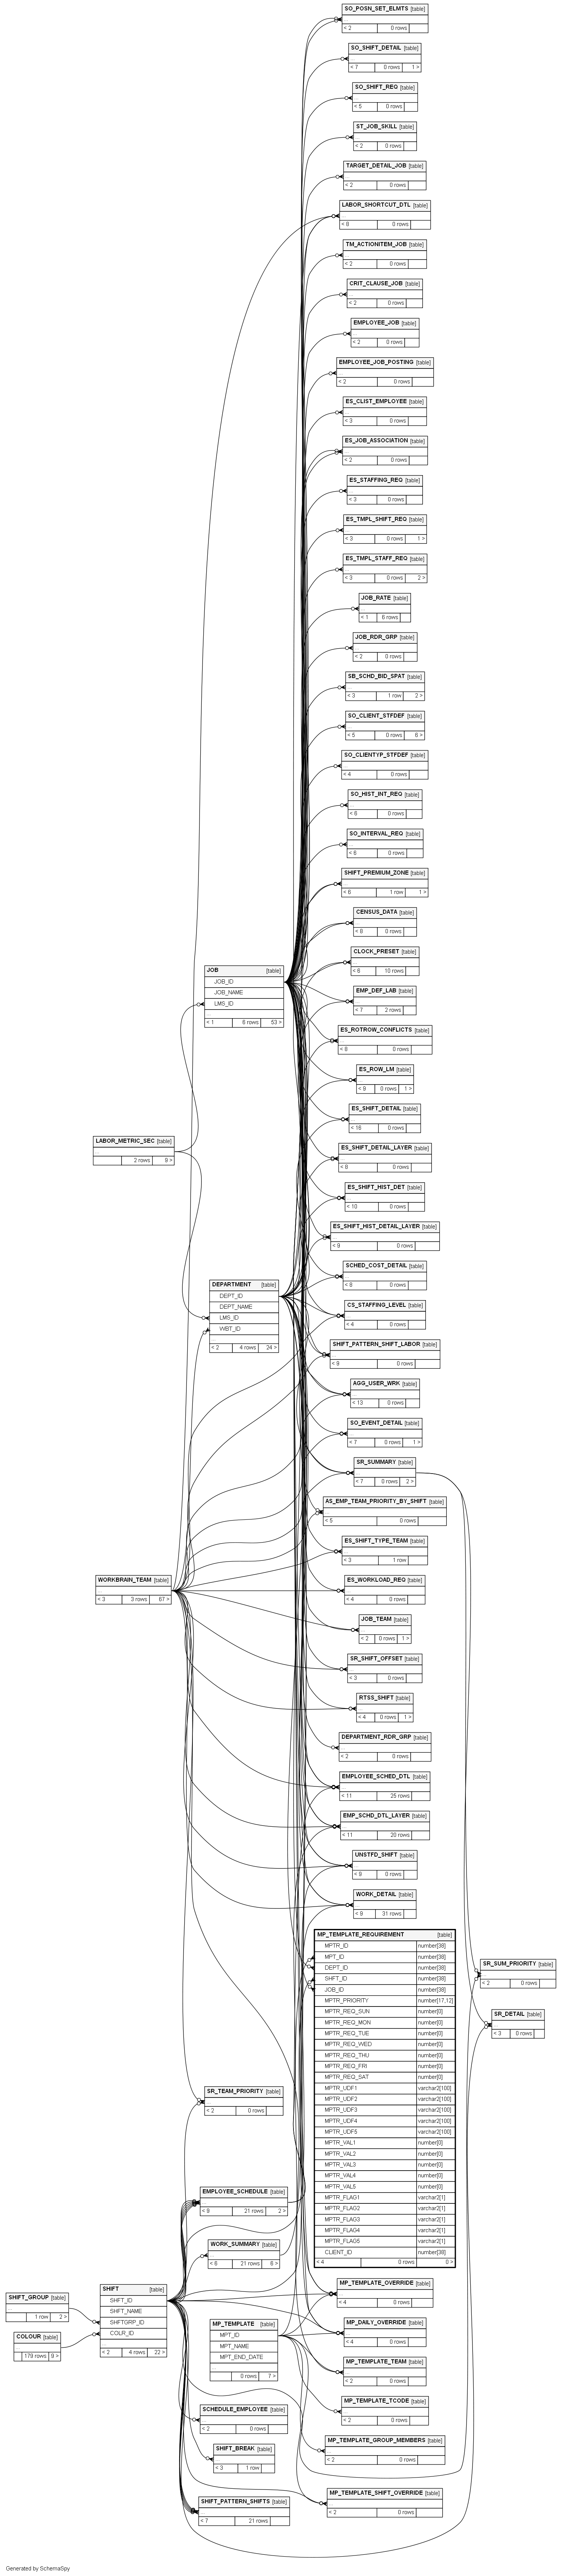 SO_POSN_SET_ELMTS [table]
...
< 2 0 rows
SO_SHIFT_DETAIL [table]
...
< 7 0 rows 1 >
SO_SHIFT_REQ [table]
...
< 5 0 rows
ST_JOB_SKILL [table]
...
< 2 0 rows
TARGET_DETAIL_JOB [table]
...
< 2 0 rows
LABOR_SHORTCUT_DTL [table]
...
< 8 0 rows
TM_ACTIONITEM_JOB [table]
...
< 2 0 rows
CRIT_CLAUSE_JOB [table]
...
< 2 0 rows
EMPLOYEE_JOB [table]
...
< 2 0 rows
EMPLOYEE_JOB_POSTING [table]
...
< 2 0 rows
ES_CLIST_EMPLOYEE [table]
...
< 3 0 rows
ES_JOB_ASSOCIATION [table]
...
< 2 0 rows
ES_STAFFING_REQ [table]
...
< 3 0 rows
ES_TMPL_SHIFT_REQ [table]
...
< 3 0 rows 1 >
ES_TMPL_STAFF_REQ [table]
...
< 3 0 rows 2 >
JOB_RATE [table]
...
< 1 6 rows
JOB_RDR_GRP [table]
...
< 2 0 rows
SB_SCHD_BID_SPAT [table]
...
< 3 1 row 2 >
SO_CLIENT_STFDEF [table]
...
< 5 0 rows 6 >
SO_CLIENTYP_STFDEF [table]
...
< 4 0 rows
SO_HIST_INT_REQ [table]
...
< 6 0 rows
SO_INTERVAL_REQ [table]
...
< 6 0 rows
SHIFT_PREMIUM_ZONE [table]
...
< 6 1 row 1 >
CENSUS_DATA [table]
...
< 8 0 rows
CLOCK_PRESET [table]
...
< 6 10 rows
JOB [table]
JOB_ID
JOB_NAME
LMS_ID
...
< 1 6 rows 53 >
EMP_DEF_LAB [table]
...
< 7 2 rows
ES_ROTROW_CONFLICTS [table]
...
< 8 0 rows
ES_ROW_LM [table]
...
< 9 0 rows 1 >
ES_SHIFT_DETAIL [table]
...
< 16 0 rows
LABOR_METRIC_SEC [table]
...
2 rows 9 >
ES_SHIFT_DETAIL_LAYER [table]
...
< 8 0 rows
ES_SHIFT_HIST_DET [table]
...
< 10 0 rows
ES_SHIFT_HIST_DETAIL_LAYER [table]
...
< 9 0 rows
SCHED_COST_DETAIL [table]
...
< 8 0 rows
DEPARTMENT [table]
DEPT_ID
DEPT_NAME
LMS_ID
WBT_ID
...
< 2 4 rows 24 >
CS_STAFFING_LEVEL [table]
...
< 4 0 rows
SHIFT_PATTERN_SHIFT_LABOR [table]
...
< 9 0 rows
AGG_USER_WRK [table]
...
< 13 0 rows
SO_EVENT_DETAIL [table]
...
< 7 0 rows 1 >
SR_SUMMARY [table]
...
< 7 0 rows 2 >
AS_EMP_TEAM_PRIORITY_BY_SHIFT [table]
...
< 5 0 rows
ES_SHIFT_TYPE_TEAM [table]
...
< 3 1 row
WORKBRAIN_TEAM [table]
...
< 3 3 rows 67 >
ES_WORKLOAD_REQ [table]
...
< 4 0 rows
JOB_TEAM [table]
...
< 2 0 rows 1 >
SR_SHIFT_OFFSET [table]
...
< 3 0 rows
RTSS_SHIFT [table]
...
< 4 0 rows 1 >
DEPARTMENT_RDR_GRP [table]
...
< 2 0 rows
EMPLOYEE_SCHED_DTL [table]
...
< 11 25 rows
EMP_SCHD_DTL_LAYER [table]
...
< 11 20 rows
UNSTFD_SHIFT [table]
...
< 8 0 rows
WORK_DETAIL [table]
...
< 9 31 rows
MP_TEMPLATE_REQUIREMENT [table]
MPTR_ID number[38]
MPT_ID number[38]
DEPT_ID number[38]
SHFT_ID number[38]
JOB_ID number[38]
MPTR_PRIORITY number[17,12]
MPTR_REQ_SUN number[0]
MPTR_REQ_MON number[0]
MPTR_REQ_TUE number[0]
MPTR_REQ_WED number[0]
MPTR_REQ_THU number[0]
MPTR_REQ_FRI number[0]
MPTR_REQ_SAT number[0]
MPTR_UDF1 varchar2[100]
MPTR_UDF2 varchar2[100]
MPTR_UDF3 varchar2[100]
MPTR_UDF4 varchar2[100]
MPTR_UDF5 varchar2[100]
MPTR_VAL1 number[0]
MPTR_VAL2 number[0]
MPTR_VAL3 number[0]
MPTR_VAL4 number[0]
MPTR_VAL5 number[0]
MPTR_FLAG1 varchar2[1]
MPTR_FLAG2 varchar2[1]
MPTR_FLAG3 varchar2[1]
MPTR_FLAG4 varchar2[1]
MPTR_FLAG5 varchar2[1]
CLIENT_ID number[38]
< 4 0 rows 0 >
SR_SUM_PRIORITY [table]
...
< 2 0 rows
SR_DETAIL [table]
...
< 3 0 rows
SR_TEAM_PRIORITY [table]
...
< 2 0 rows
EMPLOYEE_SCHEDULE [table]
...
< 8 21 rows 2 >
WORK_SUMMARY [table]
...
< 6 21 rows 6 >
SHIFT_GROUP [table]
...
1 row 2 >
COLOUR [table]
...
179 rows 9 >
SHIFT [table]
SHFT_ID
SHFT_NAME
SHFTGRP_ID
COLR_ID
...
< 2 4 rows 22 >
MP_TEMPLATE [table]
MPT_ID
MPT_NAME
MPT_END_DATE
...
0 rows 7 >
MP_TEMPLATE_OVERRIDE [table]
...
< 4 0 rows
MP_DAILY_OVERRIDE [table]
...
< 4 0 rows
MP_TEMPLATE_TEAM [table]
...
< 2 0 rows
MP_TEMPLATE_TCODE [table]
...
< 2 0 rows
SCHEDULE_EMPLOYEE [table]
...
< 2 0 rows
MP_TEMPLATE_GROUP_MEMBERS [table]
...
< 2 0 rows
SHIFT_BREAK [table]
...
< 3 1 row
MP_TEMPLATE_SHIFT_OVERRIDE [table]
...
< 2 0 rows
SHIFT_PATTERN_SHIFTS [table]
...
< 7 21 rows
Generated by SchemaSpy